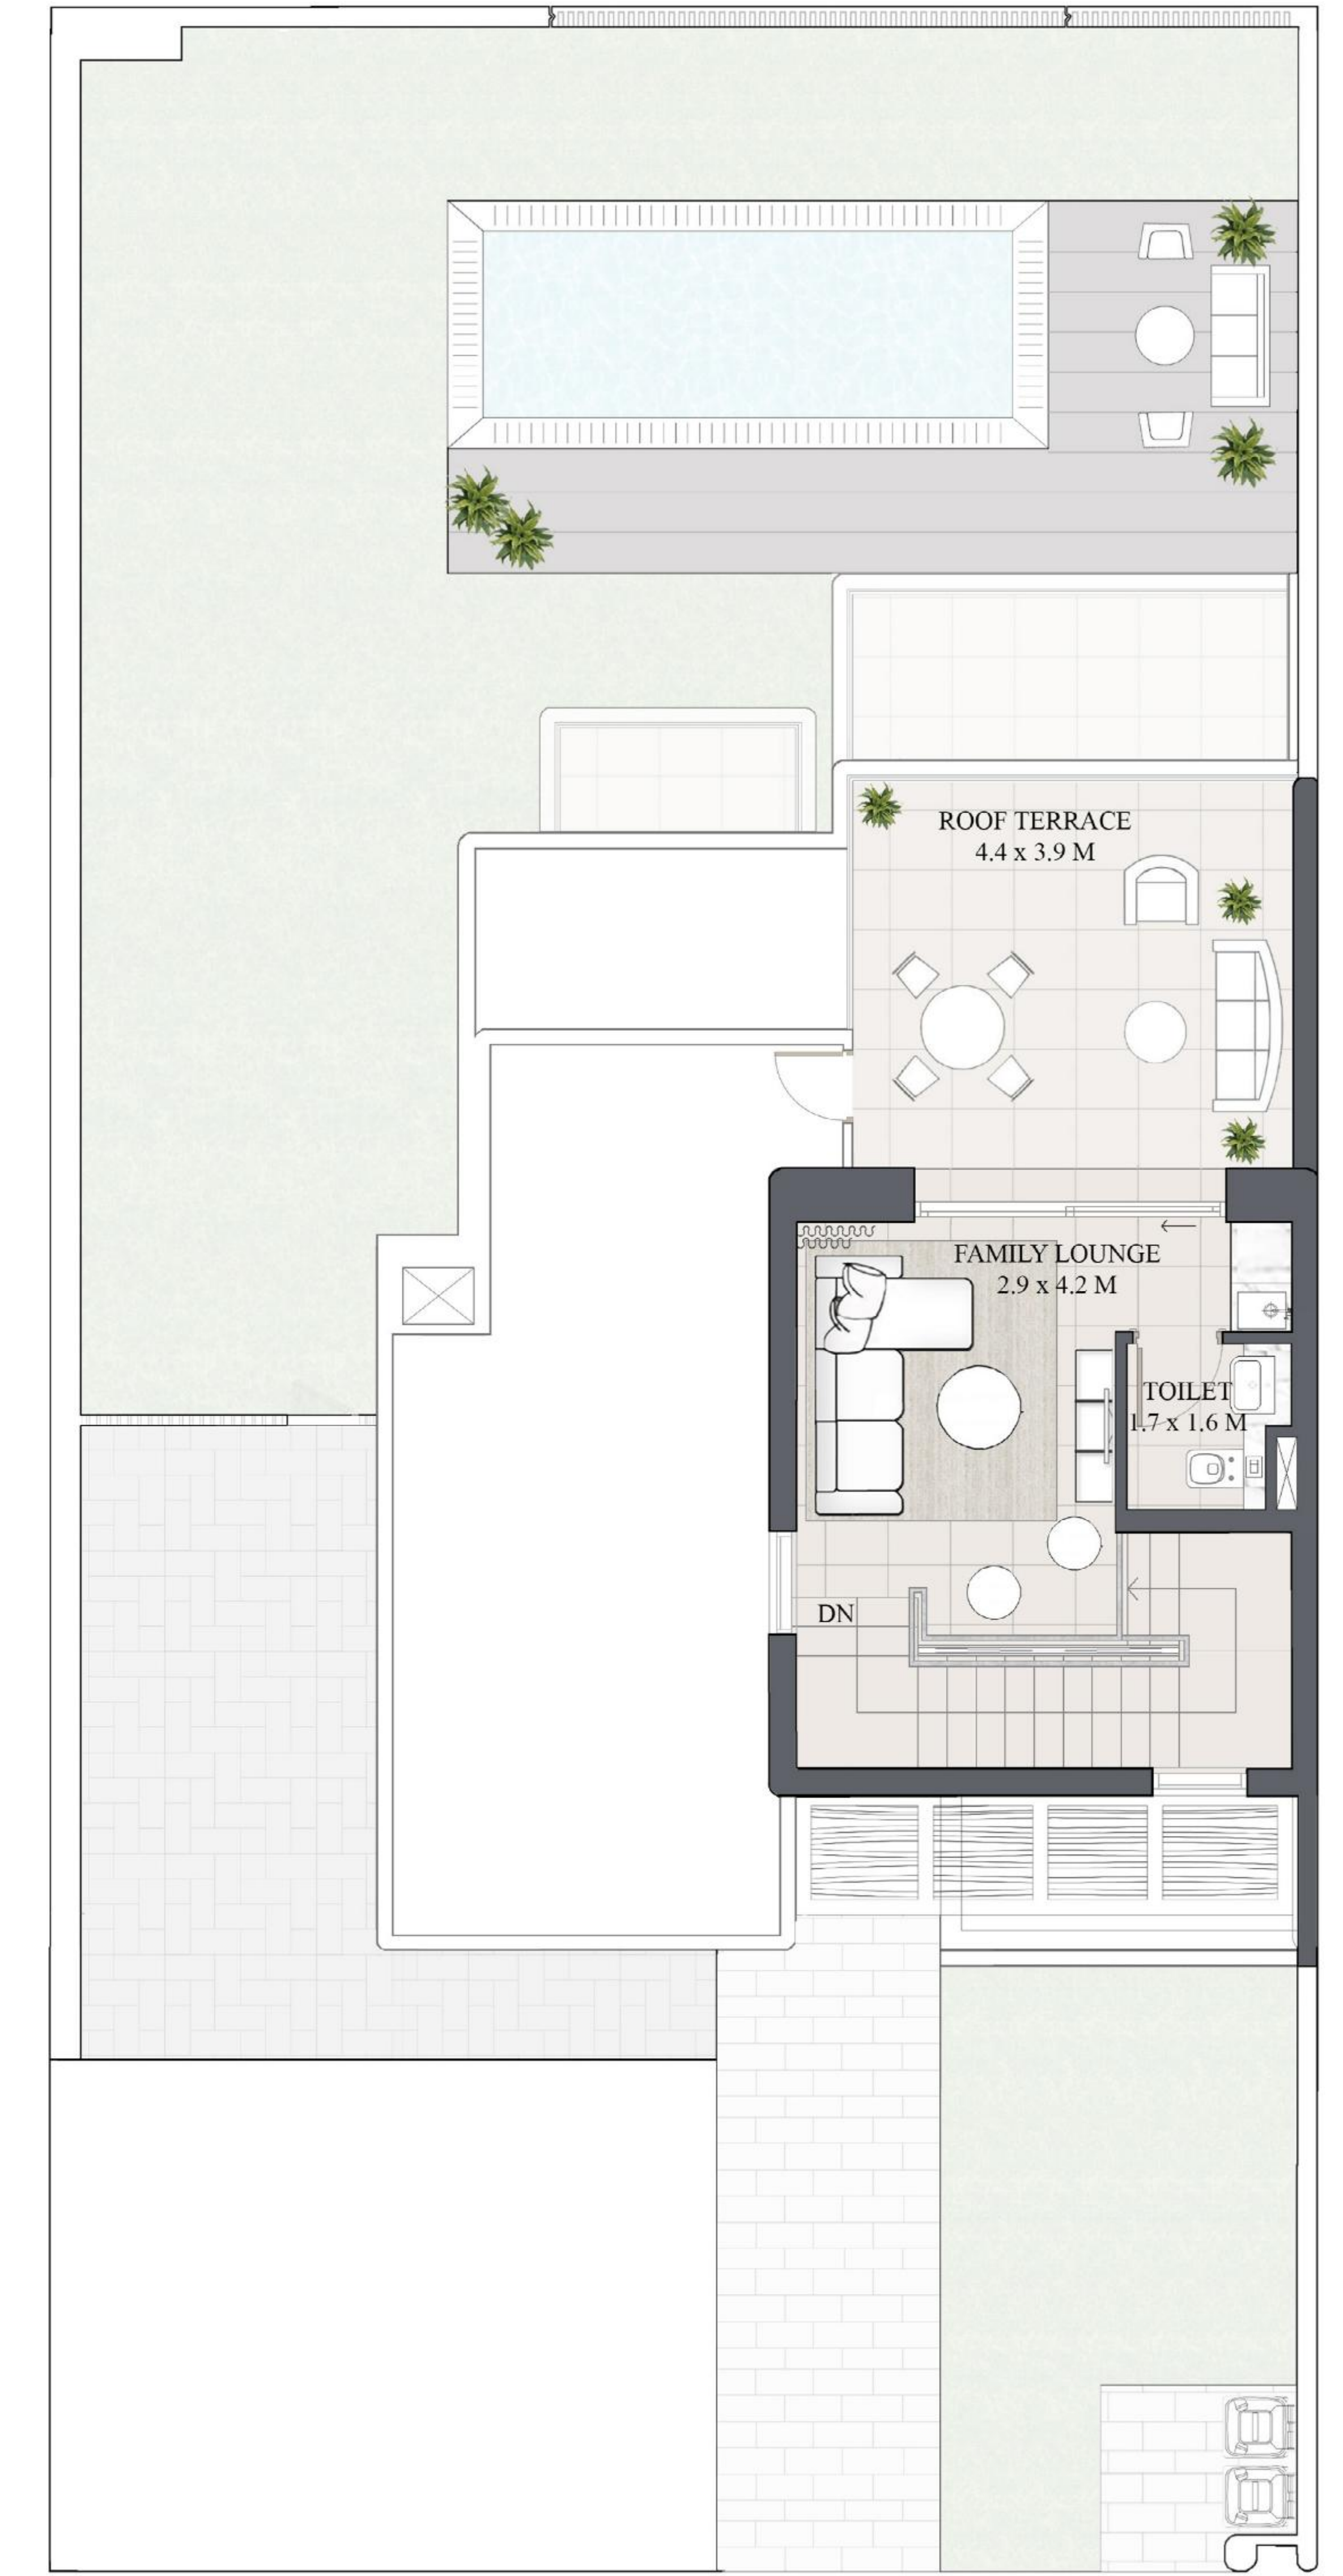 ROOF TERRACE
4.4 x 3.9 M
FAMILY LOUNGE
2.9 x 4.2 M
TOILET
1.7 x 1.6 M
DN